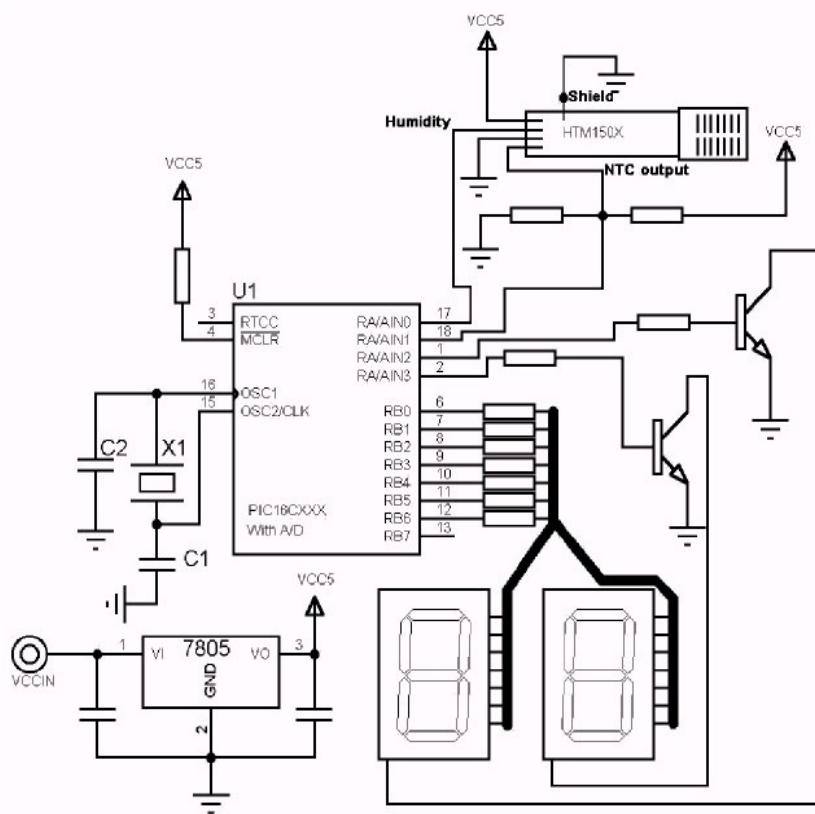 VCC5
Shield
Humidity
HTM150X
VCC5
NTC output
VCC5
U1
3
RTCC
RA/AIN0
17
4
MCLR
RA/AIN1
18
RA/AIN2
1
RA/AIN3
2
16
OSC1
15
OSC2/CLK
RB0
6
RB1
7
RB2
8
RB3
9
RB4
10
RB5
11
RB6
12
RB7
13
C2
X1
PIC16CXXX
With A/D
C1
VCC5
1
VI
7805
VO
3
GND
2
VCCIN